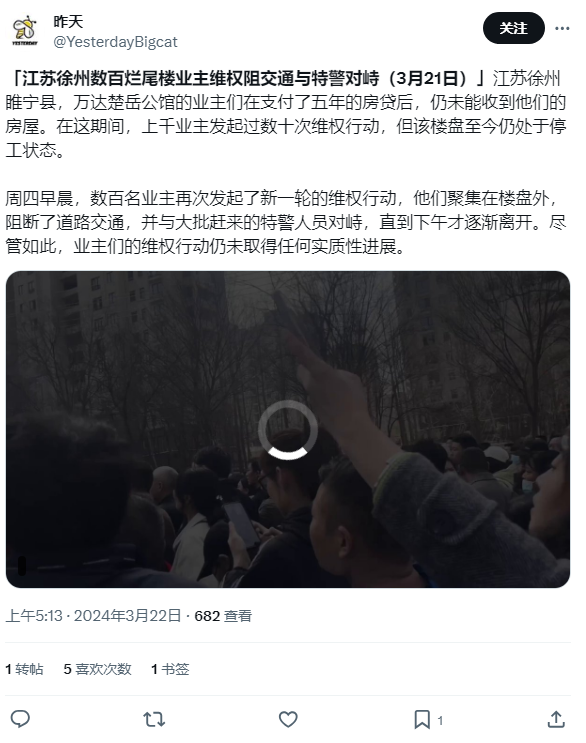 昨天
@YesterdayBigcat
关注
YESTERDAY
「江苏徐州数百烂尾楼业主维权阻交通与特警对峙（3月21日）」江苏徐州
睢宁县，万达楚岳公馆的业主们在支付了五年的房贷后，仍未能收到他们的
房屋。在这期间，上千业主发起过数十次维权行动，但该楼盘至今仍处于停
工状态。
周四早晨，数百名业主再次发起了新一轮的维权行动，他们聚集在楼盘外，
阻断了道路交通，并与大批赶来的特警人员对峙，直到下午才逐渐离开。尽
管如此，业主们的维权行动仍未取得任何实质性进展。
上午5:13 · 2024年3月22日 · 682 查看
1 转帖 5 喜欢次数 1 书签
1